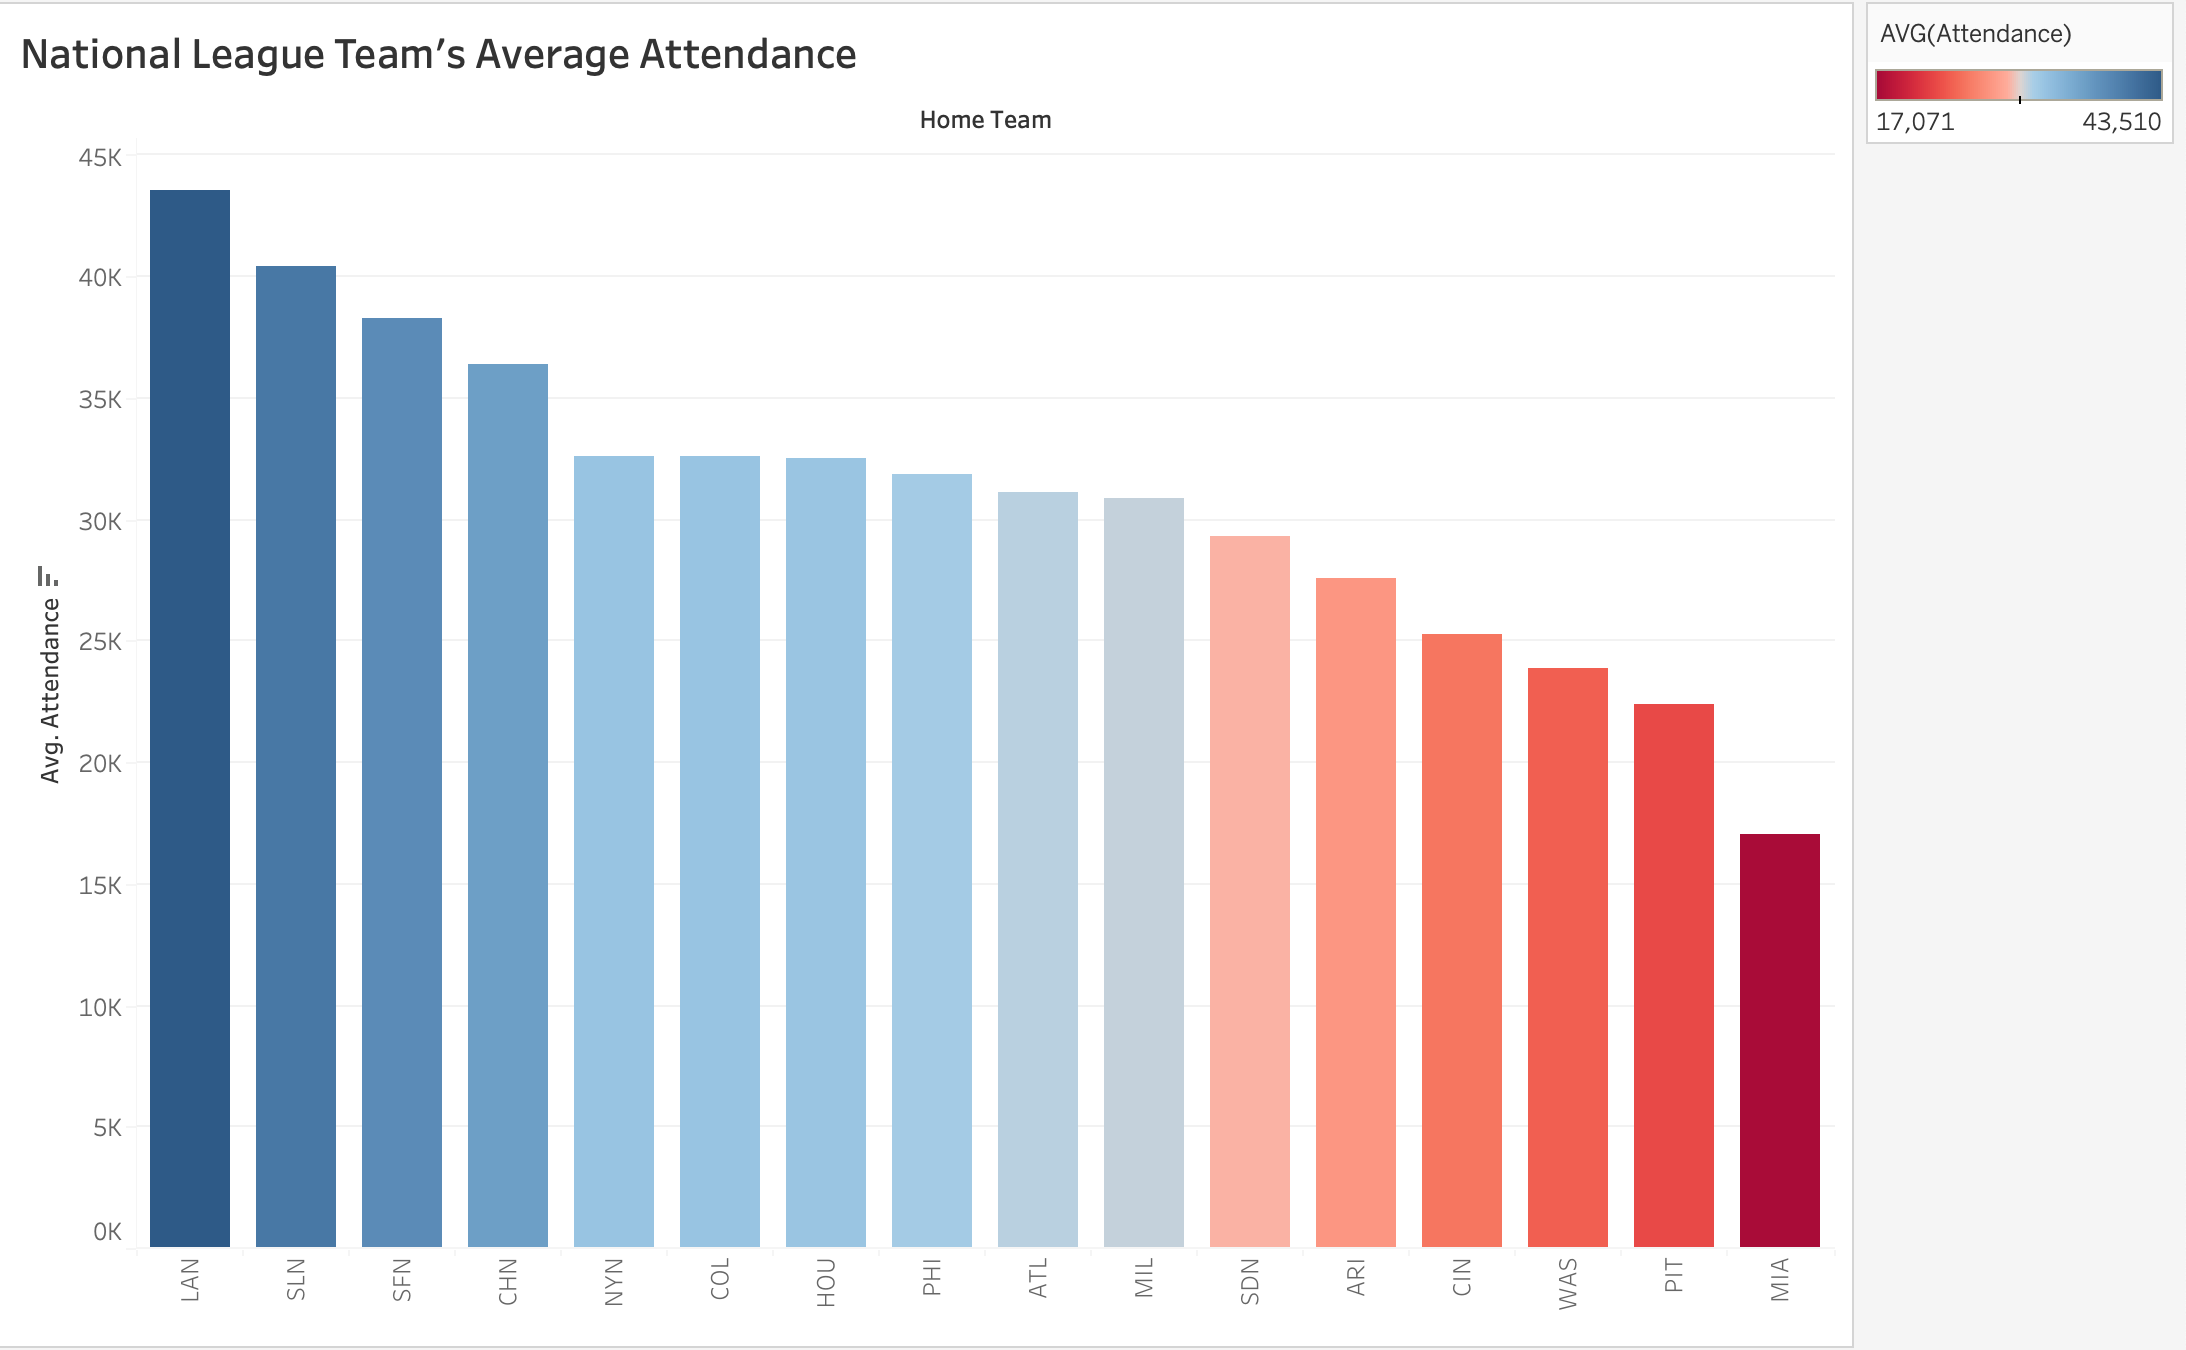 National League Team’s Average Attendance
Home Team
45K
40K
35K
30K
25K
20K
15K
10K
5K
0K
Avg. Attendance
LAN
SLN
SFN
CHN
NYN
COL
HOU
PHI
ATL
MIL
SDN
ARI
CIN
WAS
PIT
MIA
AVG(Attendance)
17,071 43,510